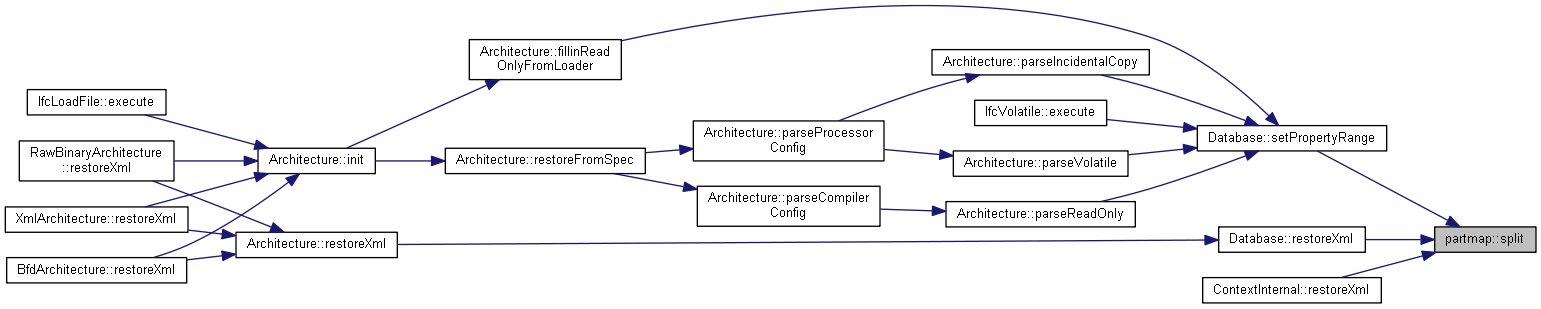 Architecture::fillinRead
OnlyFromLoader
Architecture::parseIncidentalCopy
IfcLoadFile::execute
IfcVolatile::execute
Architecture::parseProcessor
Config
Database::setPropertyRange
RawBinaryArchitecture
::restoreXml
Architecture::init
Architecture::restoreFromSpec
Architecture::parseVolatile
Architecture::parseCompiler
Config
XmlArchitecture::restoreXml
Architecture::parseReadOnly
Architecture::restoreXml
Database::restoreXml
partmap::split
BfdArchitecture::restoreXml
ContextInternal::restoreXml